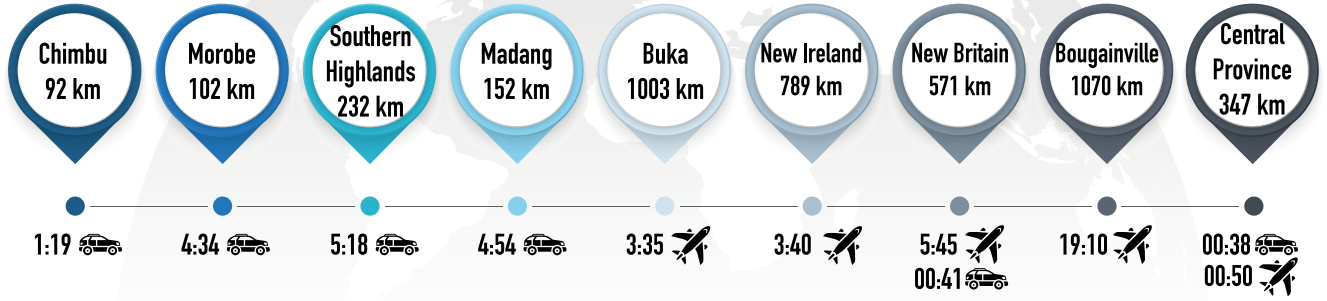 Chimbu
92 km
Morobe
102 km
Southern
Highlands
232 km
Madang
152 km
Buka
1003 km
New Ireland
789 km
New Britain
571 km
Bougainville
1070 km
Central
Province
347 km
1:19
4:34
5:18
4:54
3:35
3:40
5:45
00:41
19:10
00:38
00:50